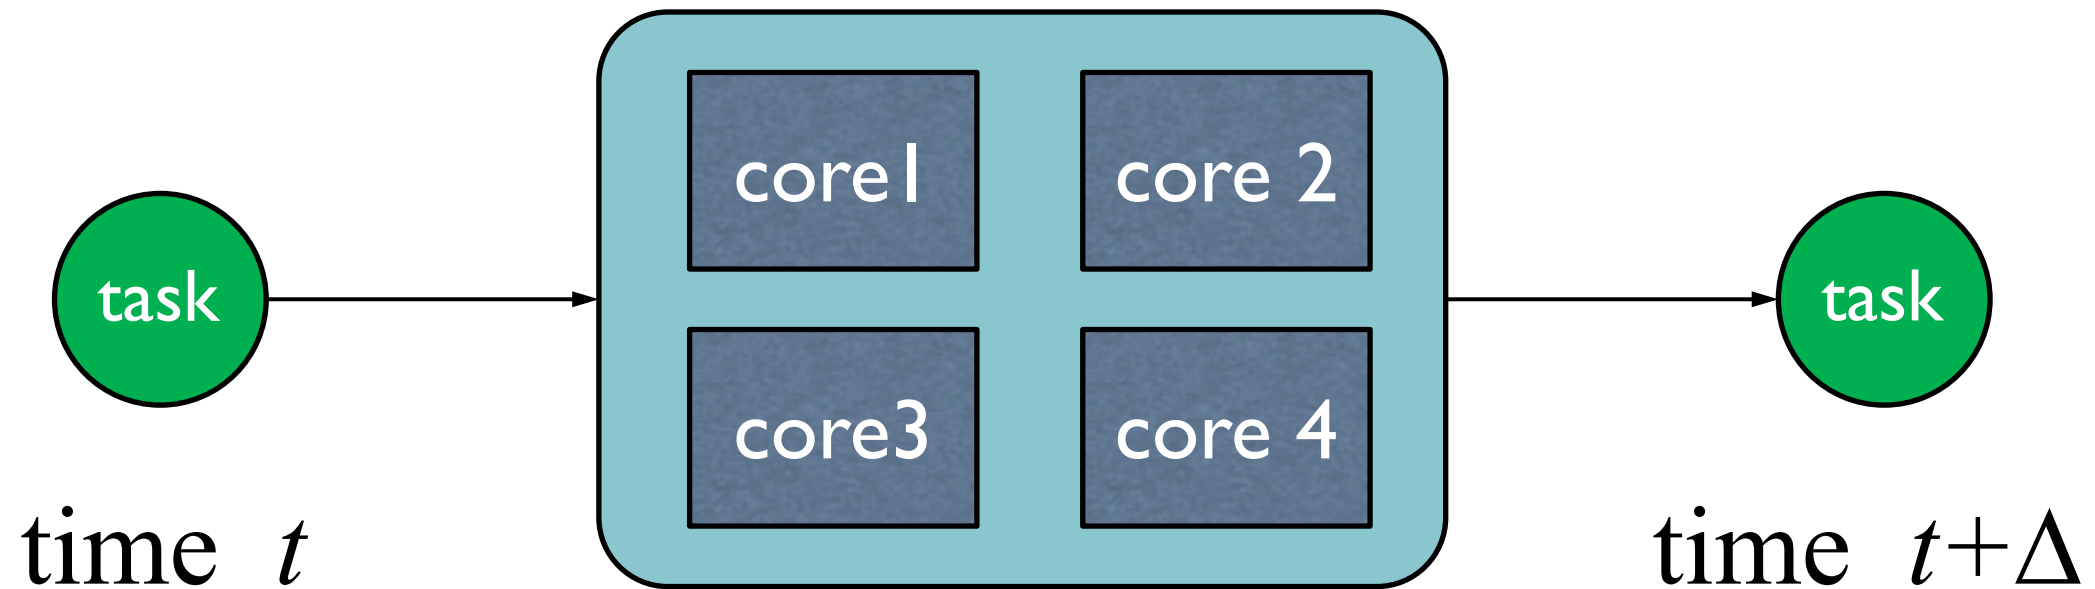 core1
core 2
task
task
core3
core 4
time t
time t+Δ